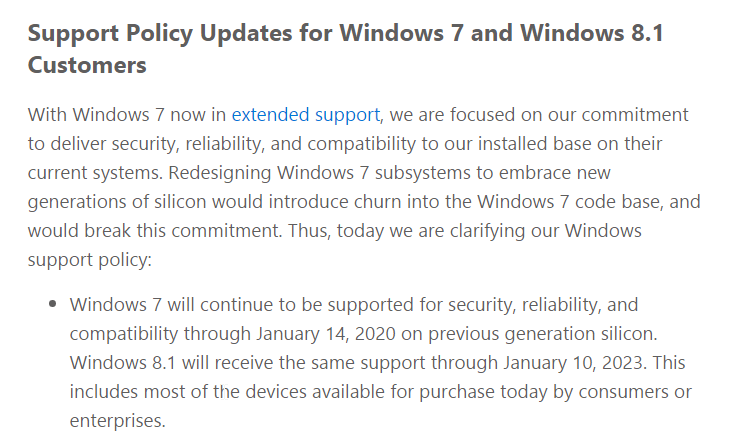 Support Policy Updates for Windows 7 and Windows 8.1
Customers
With Windows 7 now in extended support, we are focused on our commitment
to deliver security, reliability, and compatibility to our installed base on their
current systems. Redesigning Windows 7 subsystems to embrace new
generations of silicon would introduce churn into the Windows 7 code base, and
would break this commitment. Thus, today we are clarifying our Windows
support policy:
• Windows 7 will continue to be supported for security, reliability, and
compatibility through January 14, 2020 on previous generation silicon.
Windows 8.1 will receive the same support through January 10, 2023. This
includes most of the devices available for purchase today by consumers or
enterprises.